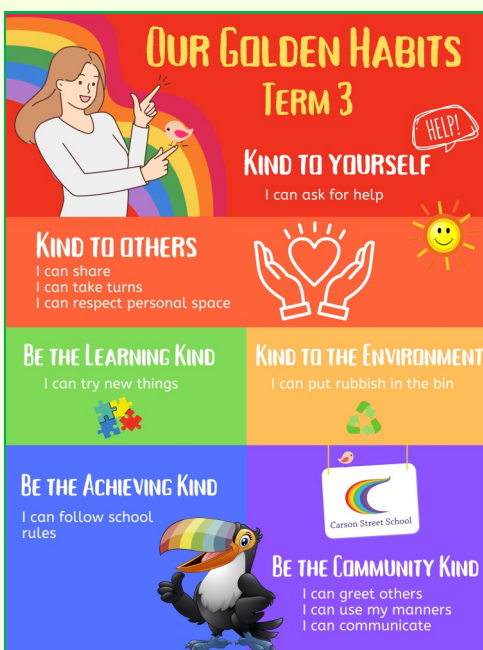 OUR GOLDEN HABITS
TERM 3
HELP!
KIND TO YOURSELF
I can ask for help
KIND TO OTHERS
I can share
I can take turns
I can respect personal space
BE THE LEARNING KIND
I can try new things
KIND TO THE ENVIRONMENT
I can put rubbish in the bin
BE THE ACHIEVING KIND
I can follow school
rules
Carson Street School
BE THE COMMUNITY KIND
I can greet others
I can use my manners
I can communicate